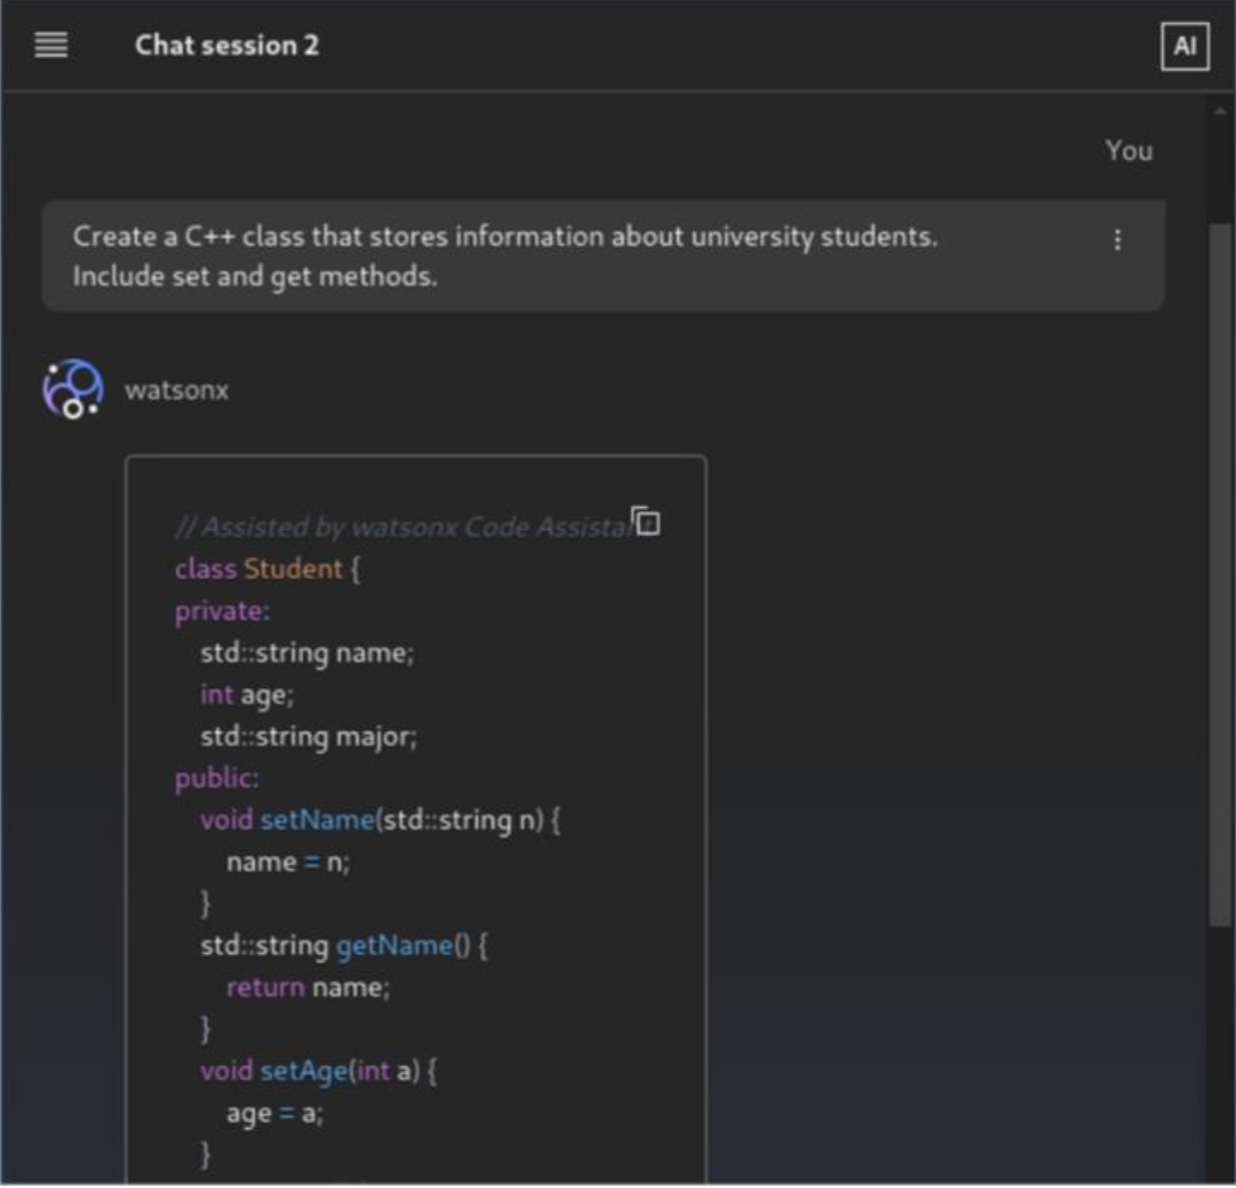 Chat session 2
AI
You
Create a C++ class that stores information about university students.
Include set and get methods.
watsonx
// Assisted by watsonx Code
class Student {
private:
std::string name;
int age;
std::string major;
public:
void setName(std::string n) {
name = n;
}
std::string getName() {
return name;
}
void setAge(int a) {
age = a;
}